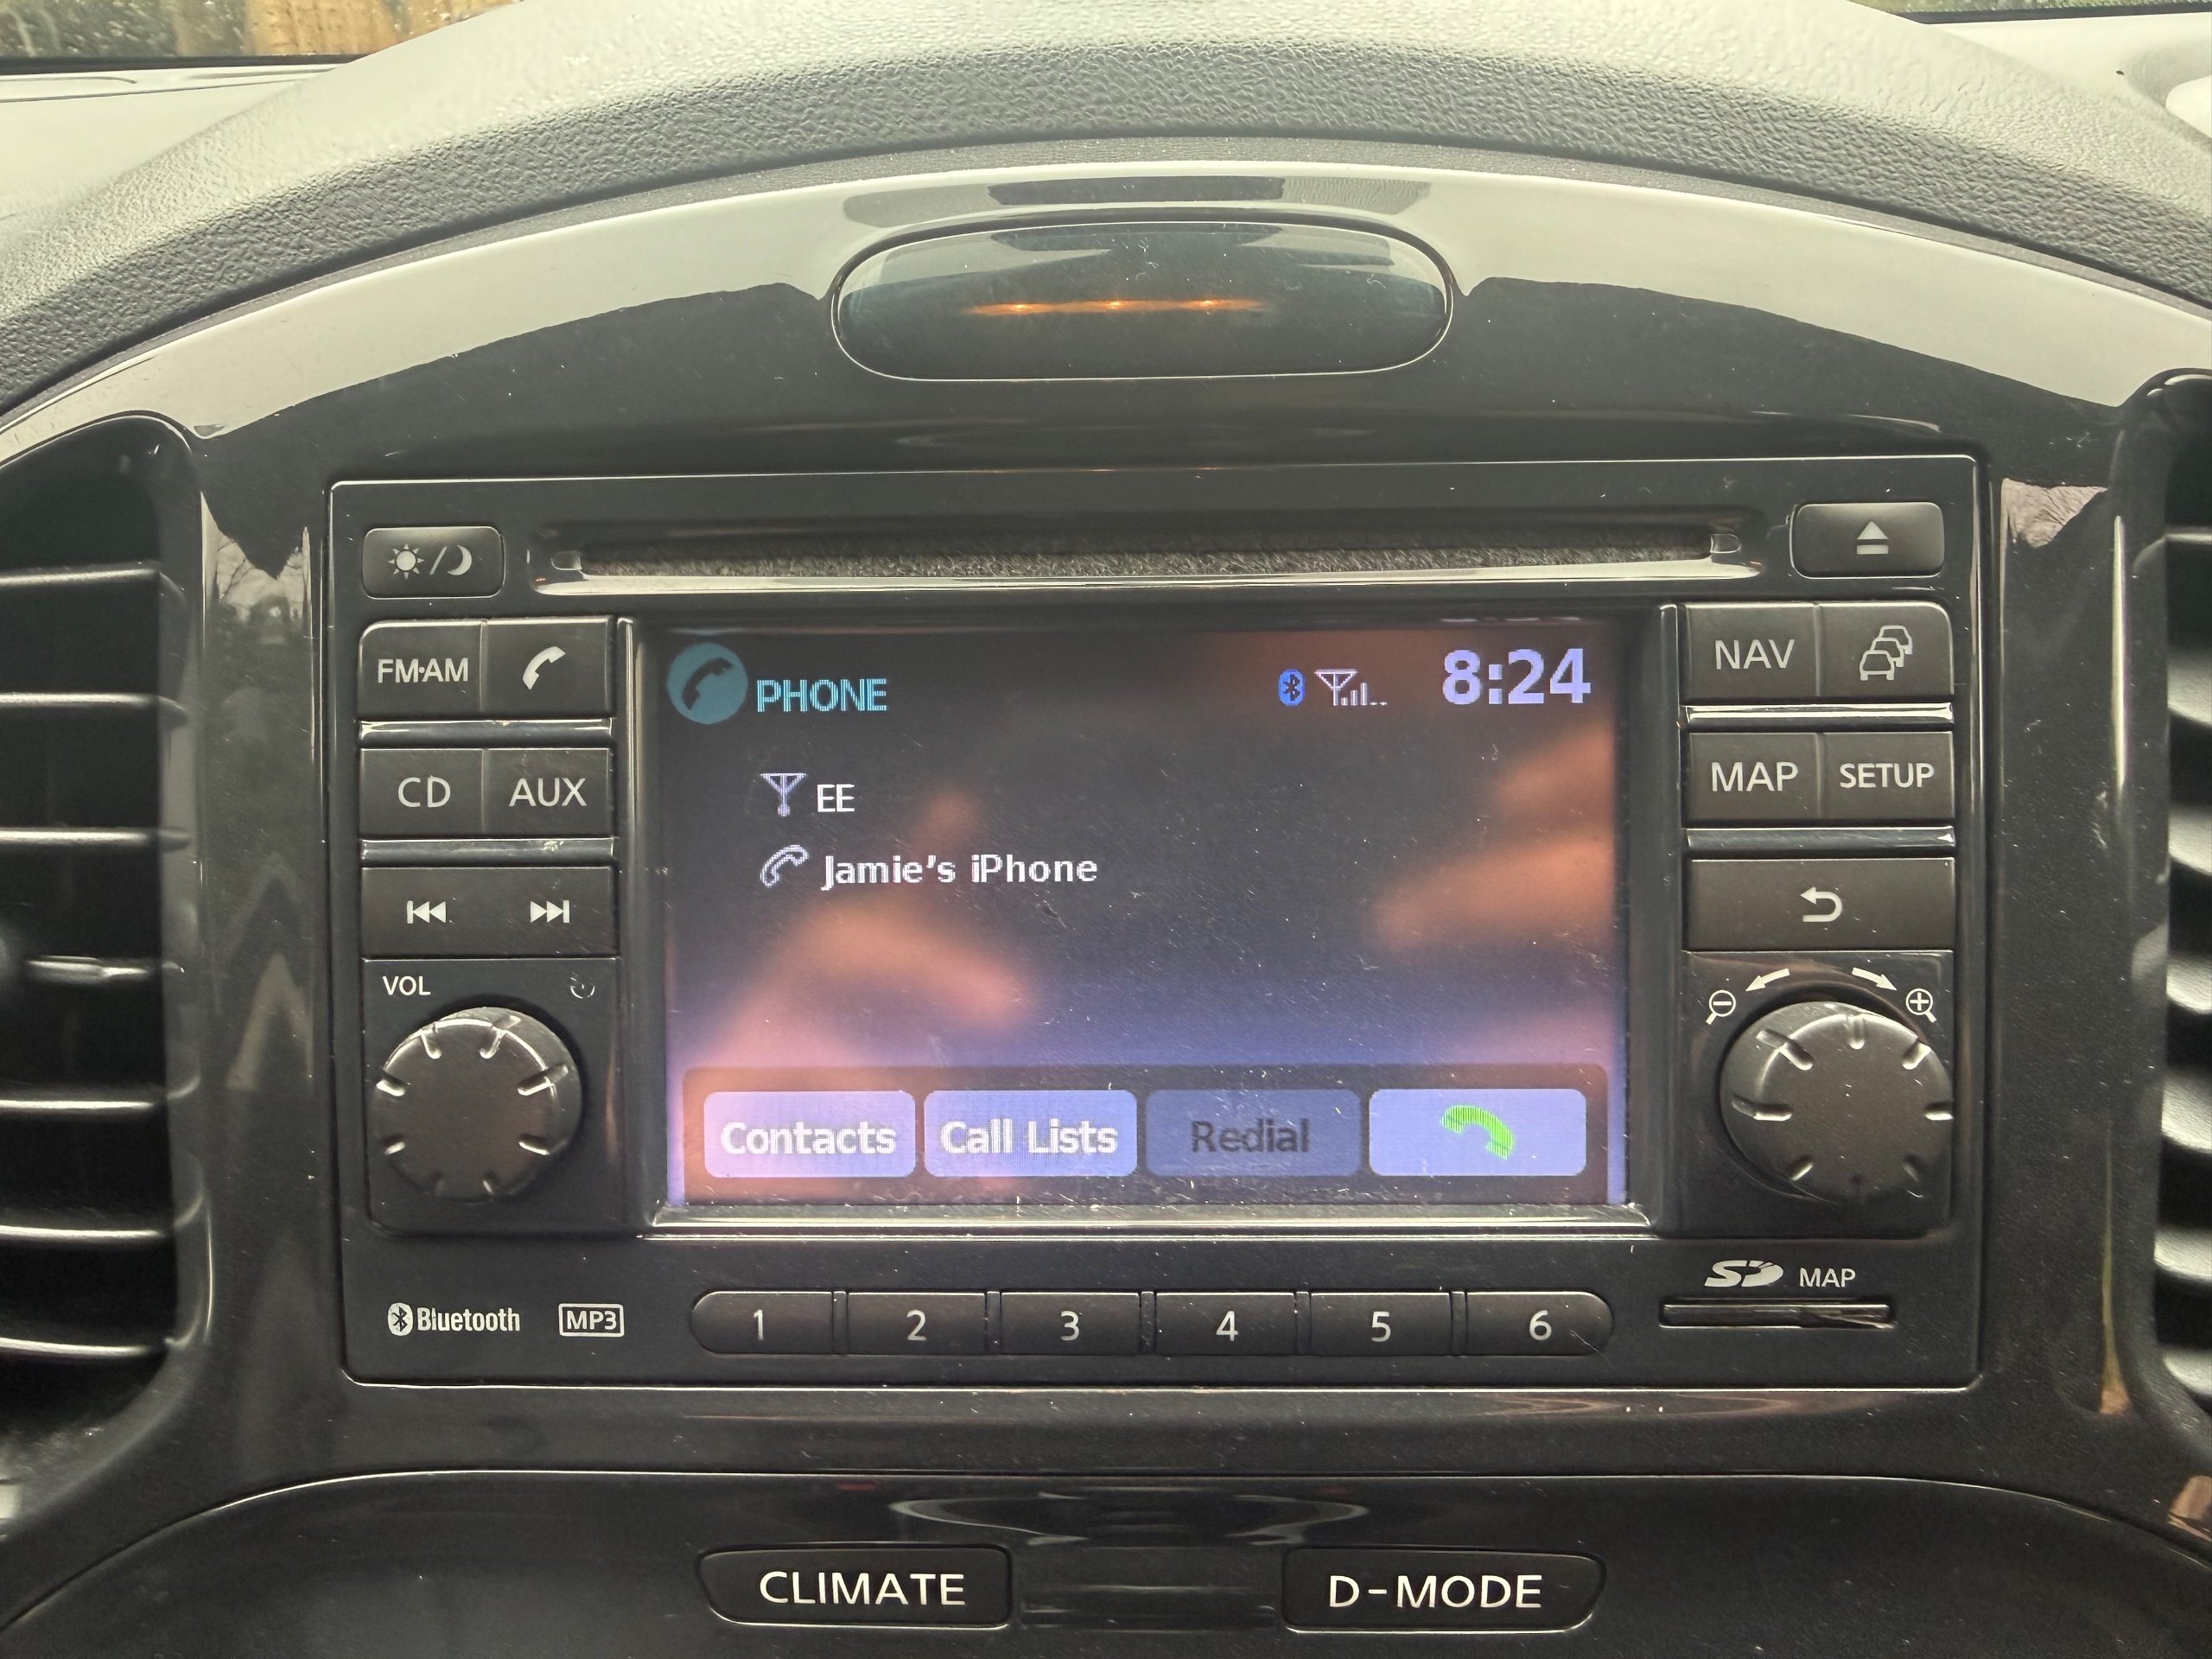 FM·AM
PHONE
8:24
NAV
EE
CD
AUX
MAP
SETUP
Jamie's iPhone
VOL
Contacts
Call Lists
Redial
SD MAP
Bluetooth
MP3
1
2
3
4
5
6
CLIMATE
D-MODE